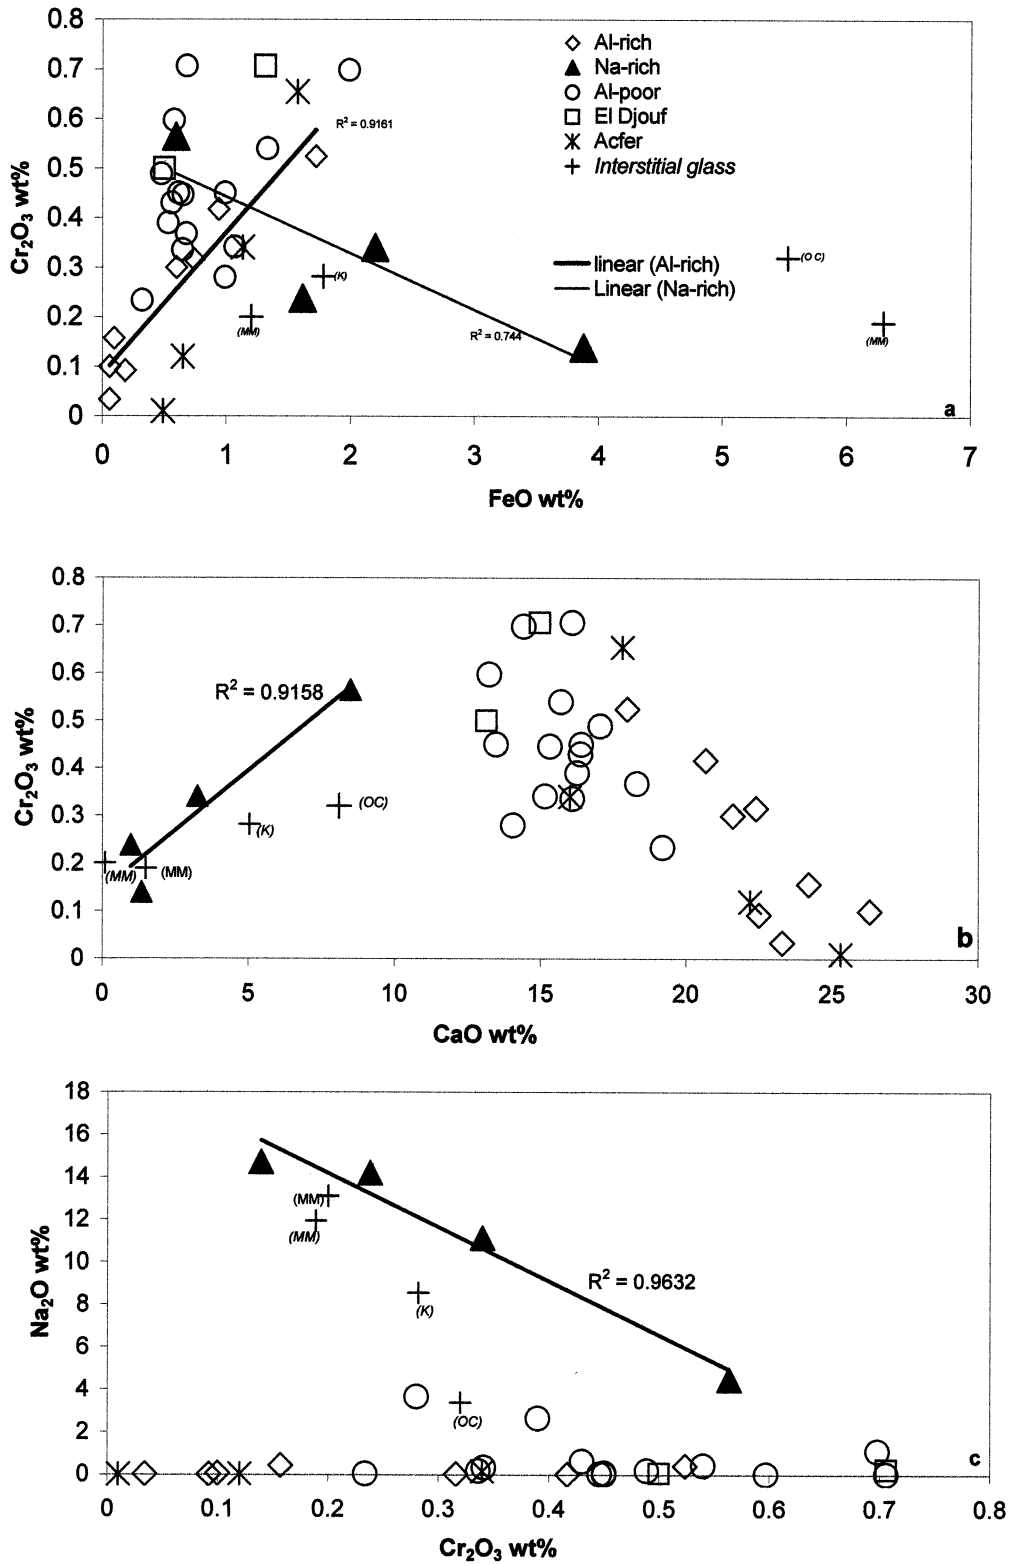 0.8
0.7
0.6
0.5
0.4
0.3
0.2
0.1
0
Cr₂O₃ wt%
Al-rich
Na-rich
Al-poor
El Djouf
Acfer
Interstitial glass
R² = 0.9161
(K)
(MM)
linear (Al-rich)
Linear (Na-rich)
(O C)
R² = 0.744
(MM)
a
0 1 2 3 4 5 6 7
FeO wt%
0.8
0.7
0.6
0.5
0.4
0.3
0.2
0.1
0
Cr₂O₃ wt%
R² = 0.9158
(OC)
(K)
(MM)
(MM)
b
0 5 10 15 20 25 30
CaO wt%
18
16
14
12
10
8
6
4
2
0
Na₂O wt%
(MM)
(MM)
R² = 0.9632
(K)
(OC)
c
0 0.1 0.2 0.3 0.4 0.5 0.6 0.7 0.8
Cr₂O₃ wt%